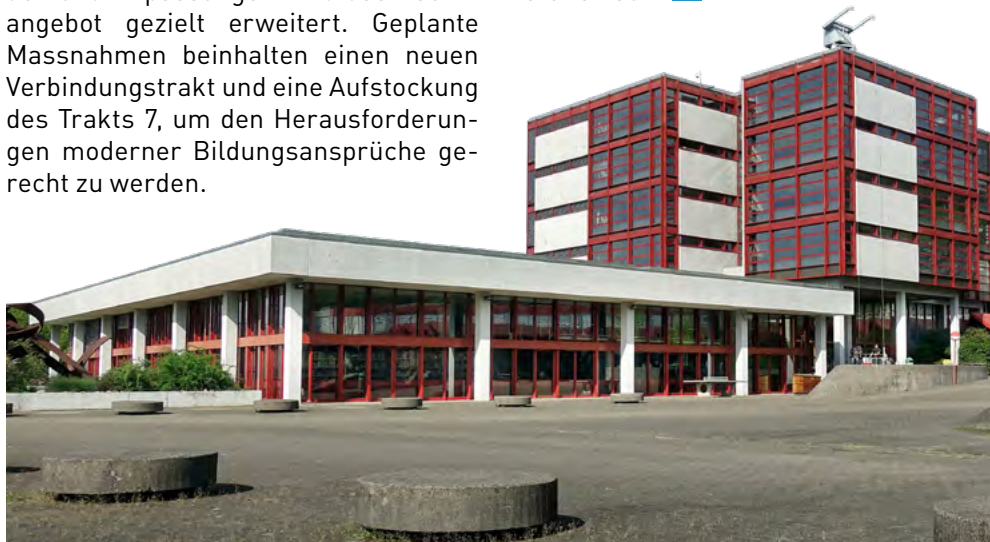 angebot gezielt erweitert. Geplante
Massnahmen beinhalten einen neuen
Verbindungstrakt und eine Aufstockung
des Trakts 7, um den Herausforderun-
gen moderner Bildungsansprüche ge-
recht zu werden.